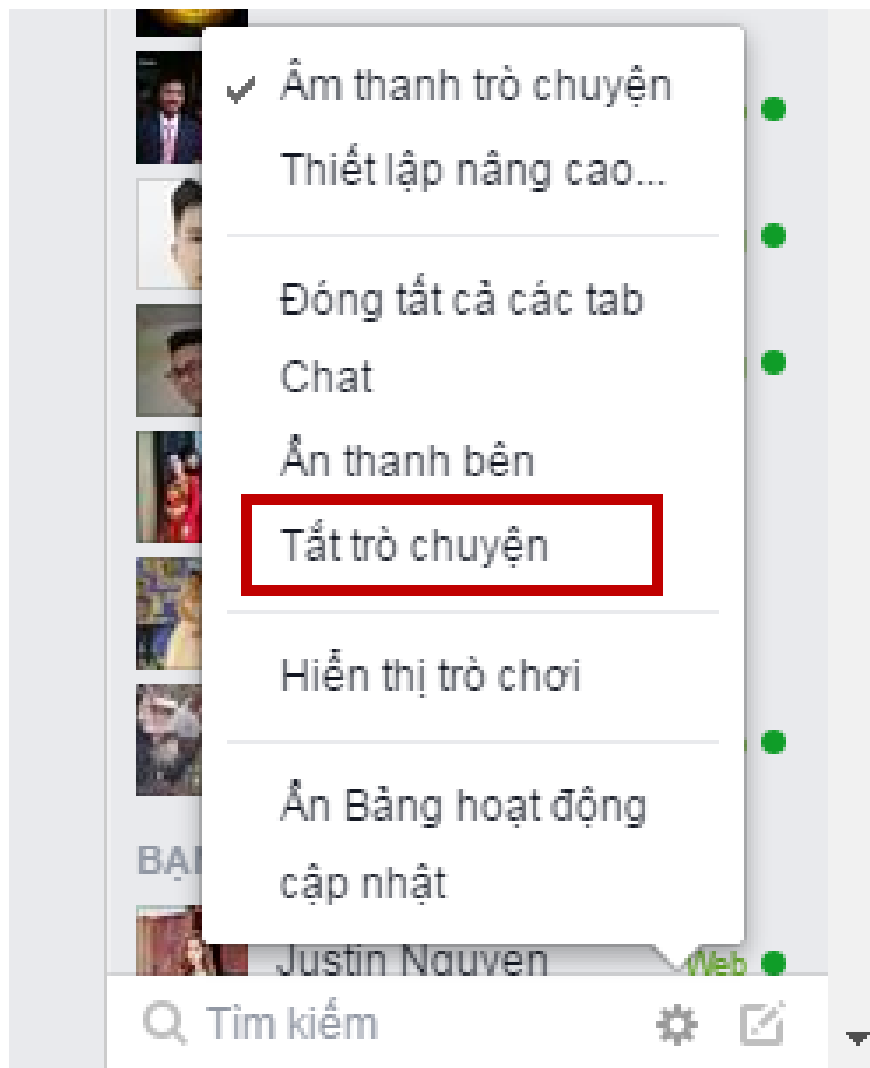 Âm thanh trò chuyện
Thiết lập nâng cao...
Đóng tất cả các tab
Chat
Ẩn thanh bên
Tắt trò chuyện
Hiển thị trò chơi
Ẩn Bảng hoạt động
cập nhật
Justin Nguyen
Web
Tìm kiếm